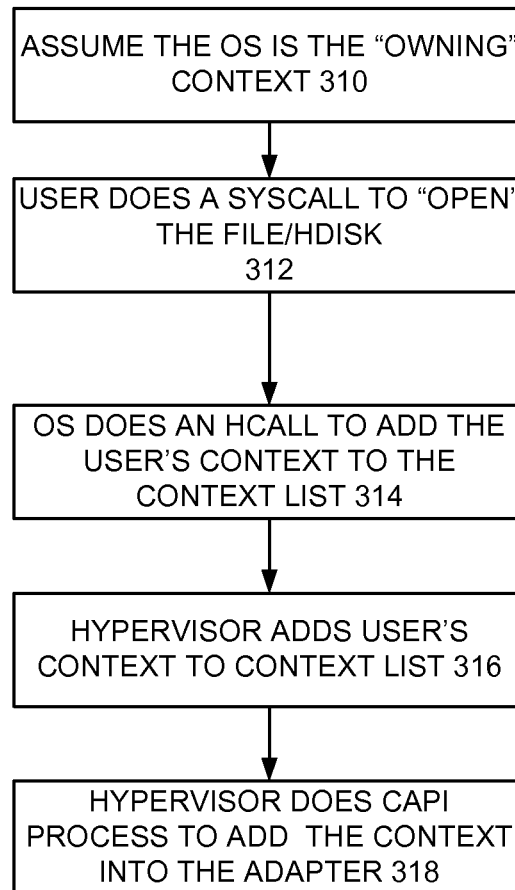 ASSUME THE OS IS THE “OWNING”
CONTEXT 310
USER DOES A SYSCALL TO “OPEN”
THE FILE/HDISK
312
OS DOES AN HCALL TO ADD THE
USER’S CONTEXT TO THE
CONTEXT LIST 314
HYPERVISOR ADDS USER’S
CONTEXT TO CONTEXT LIST 316
HYPERVISOR DOES CAPI
PROCESS TO ADD THE CONTEXT
INTO THE ADAPTER 318